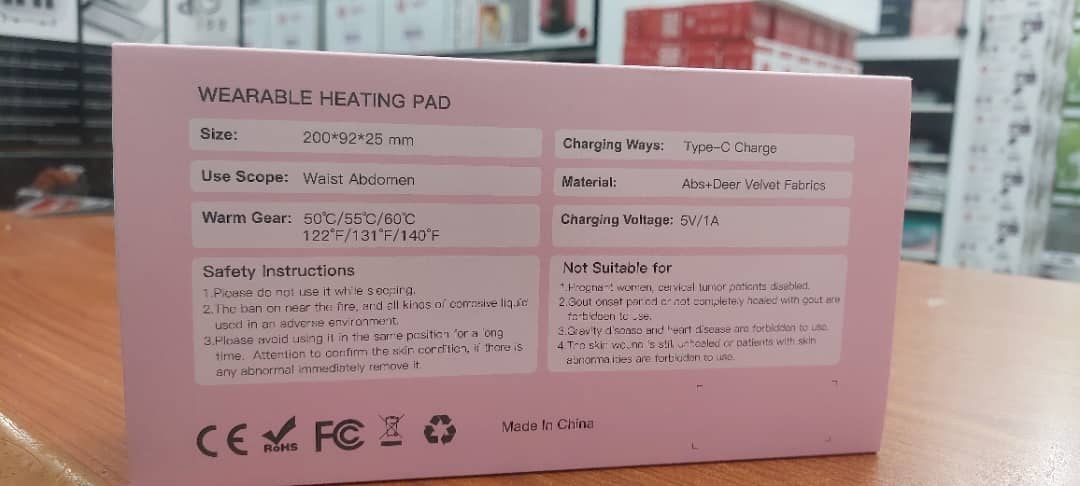 WEARABLE HEATING PAD
Size: 200*92*25 mm
Use Scope: Waist Abdomen
Warm Gear: 50℃/55℃/60℃
122°F/131°F/140°F
Charging Ways: Type-C Charge
Material: Abs+Deer Velvet Fabrics
Charging Voltage: 5V/1A
Safety Instructions
1.Please do not use it while sleeping.
2.The ban on near the fire, and all kinds of corrosive liquid
used in an adverse environment.
3.Please avoid using it in the same position for a long
time. Attention to confirm the skin condition, if there is
any abnormal immediately remove it.
Not Suitable for
1.Pregnant women, cervical tumor patients disabled.
2.Gout onset period or not completely healed with gout are
forbidden to use.
3.Gravity disease and heart disease are forbidden to use.
4.The skin wound is still unhealed or patients with skin
abnormalities are forbidden to use.
CE RoHS FC
Made In China